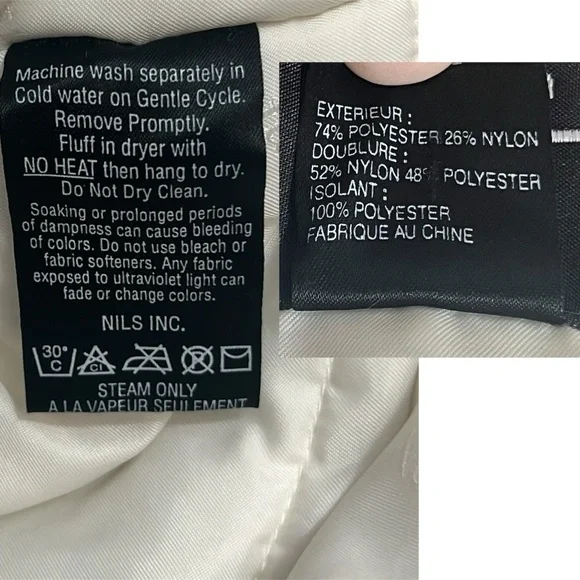 Machine wash separately in
Cold water on Gentle Cycle.
Remove Promptly.
Fluff in dryer with
NO HEAT then hang to dry.
Do Not Dry Clean.
Soaking or prolonged periods
of dampness can cause bleeding
of colors. Do not use bleach or
fabric softeners. Any fabric
exposed to ultraviolet light can
fade or change colors.
NILS INC.
30°
C
Cl
STEAM ONLY
A LA VAPEUR SEULEMENT
EXTERIEUR :
74% POLYESTER 26% NYLON
DOUBLURE :
52% NYLON 48% POLYESTER
ISOLANT :
100% POLYESTER
FABRIQUE AU CHINE